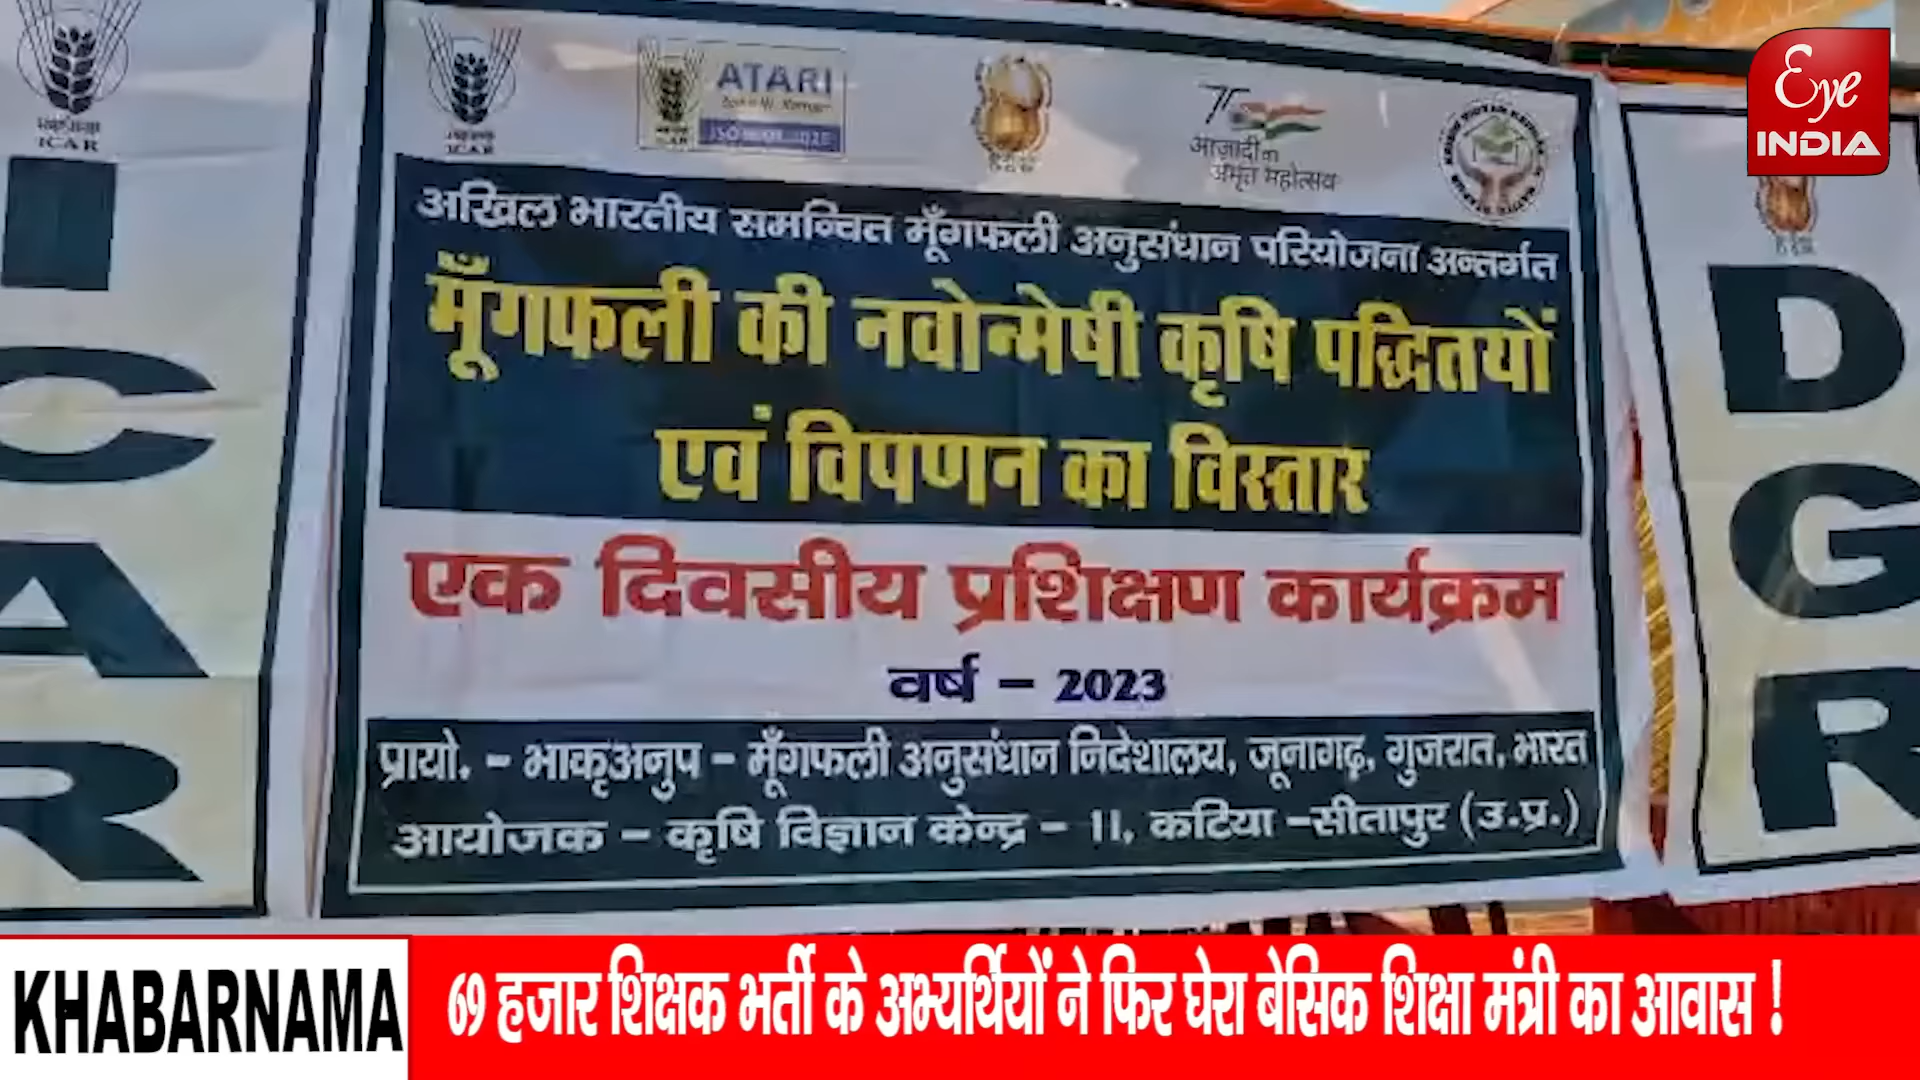 ICAR
ICAR
ATARI
आज़ादी का
अमृत महोत्सव
Eye
INDIA
अखिल भारतीय समन्वित मूँगफली अनुसंधान परियोजना अन्तर्गत
मूँगफली की नवोन्मेषी कृषि पद्धितयों
एवं विपणन का विस्तार
एक दिवसीय प्रशिक्षण कार्यक्रम
वर्ष – 2023
प्रायो. – भाकृअनुप – मूँगफली अनुसंधान निदेशालय, जूनागढ़, गुजरात, भारत
आयोजक – कृषि विज्ञान केन्द्र – II, कटिया –सीतापुर (उ.प्र.)
I
C
A
R
D
G
R
KHABARNAMA
69 हजार शिक्षक भर्ती के अभ्यर्थियों ने फिर घेरा बेसिक शिक्षा मंत्री का आवास !